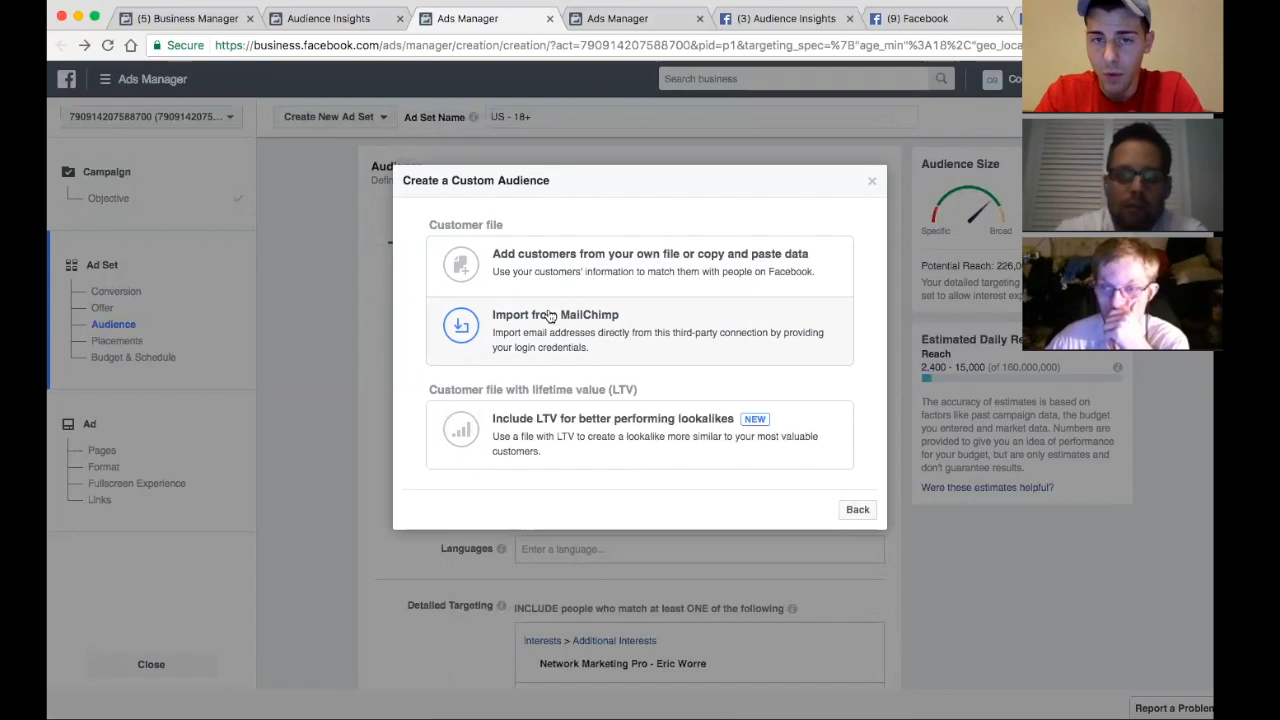 (5) Business Manager
Audience Insights
Ads Manager
Ads Manager
(3) Audience Insights
(9) Facebook
Secure
https://business.facebook.com/ads/manager/creation/creation/?act=790914207588700&pid=p1&targeting_spec=%7B"age_min"%3A18%2C"geo_loca
Ads Manager
Search business
790914207588700 (7909142075...
Create New Ad Set
Ad Set Name
US - 18+
Campaign
Objective
Ad Set
Conversion
Offer
Audience
Placements
Budget & Schedule
Ad
Pages
Format
Fullscreen Experience
Links
Close
Create a Custom Audience
Customer file
Add customers from your own file or copy and paste data
Use your customers' information to match them with people on Facebook.
Import from MailChimp
Import email addresses directly from this third-party connection by providing
your login credentials.
Customer file with lifetime value (LTV)
Include LTV for better performing lookalikes NEW
Use a file with LTV to create a lookalike more similar to your most valuable
customers.
Back
Languages
Enter a language...
Detailed Targeting
INCLUDE people who match at least ONE of the following
Interests > Additional Interests
Network Marketing Pro - Eric Worre
Audience Size
Specific
Broad
Potential Reach: 226,0
Your detailed targeting
set to allow interest ex
Estimated Daily Re
Reach
2,400 - 15,000 (of 160,000,000)
The accuracy of estimates is based on
factors like past campaign data, the budget
you entered and market data. Numbers are
provided to give you an idea of performance
for your budget, but are only estimates and
don't guarantee results.
Were these estimates helpful?
Report a Problem